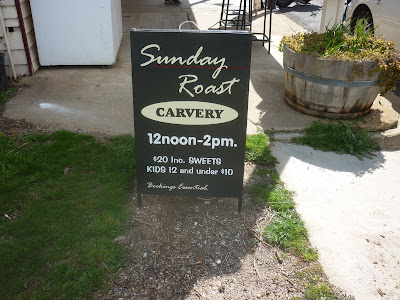 Sunday
Roast
CARVERY
12noon-2pm.
$20 Inc. SWEETS
KIDS 12 and under $10
Bookings Essential